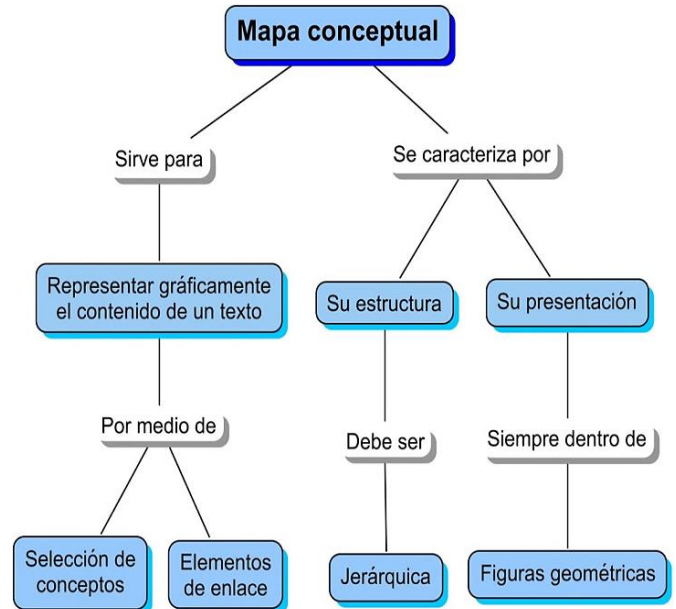 Mapa conceptual
Sirve para
Se caracteriza por
Representar gráficamente
el contenido de un texto
Su estructura
Su presentación
Por medio de
Debe ser
Siempre dentro de
Selección de
conceptos
Elementos
de enlace
Jerárquica
Figuras geométricas